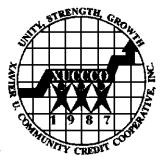 UNITY, STRENGTH, GROWTH
XUCCCO
1987
XAVIER U. COMMUNITY CREDIT COOPERATIVE, INC.